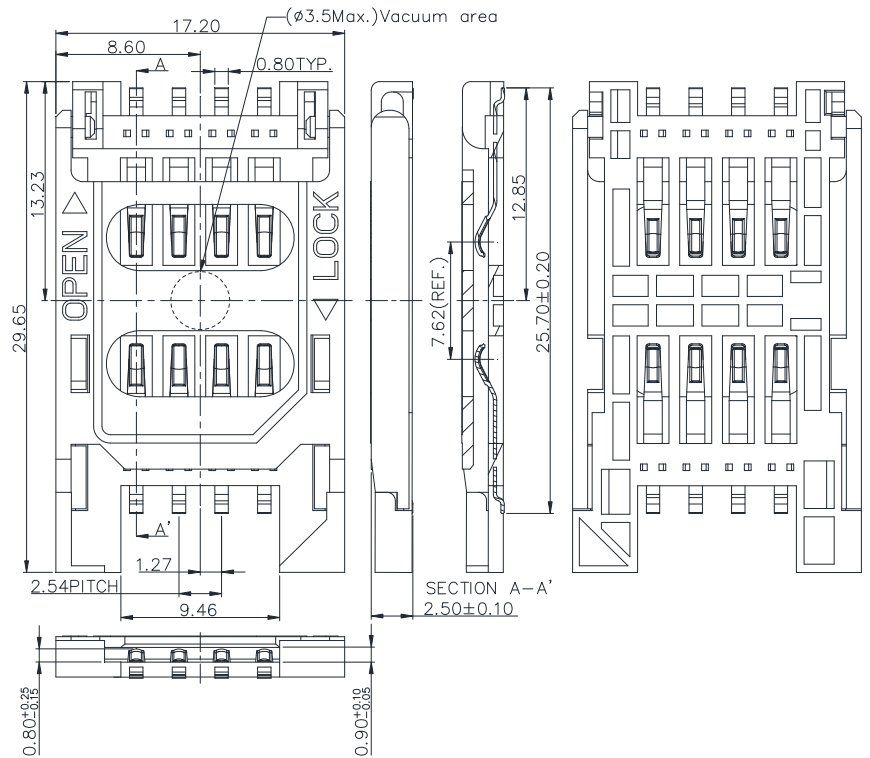 (ø3.5Max.)Vacuum area
17.20
8.60
A
0.80TYP.
13.23
12.85
OPEN ▷
◁ LOCK
7.62(REF.)
25.70±0.20
29.65
A'
1.27
2.54PITCH
9.46
SECTION A-A'
2.50±0.10
0.80+0.25-0.15
0.90+0.10-0.05